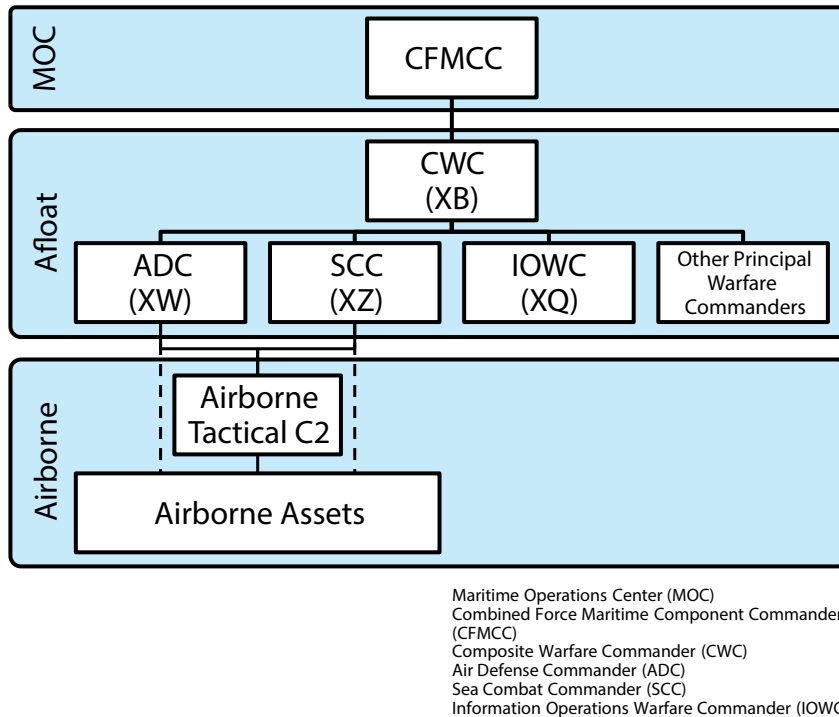 MOC
CFMCC
Afloat
CWC
(XB)
ADC
(XW)
SCC
(XZ)
IOWC
(XQ)
Other Principal
Warfare
Commanders
Airborne
Airborne
Tactical C2
Airborne Assets
Maritime Operations Center (MOC)
Combined Force Maritime Component Commander
(CFMCC)
Composite Warfare Commander (CWC)
Air Defense Commander (ADC)
Sea Combat Commander (SCC)
Information Operations Warfare Commander (IOWC